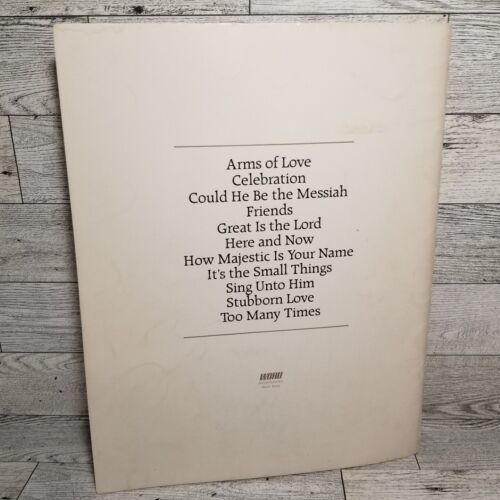 Arms of Love
Celebration
Could He Be the Messiah
Friends
Great Is the Lord
Here and Now
How Majestic Is Your Name
It's the Small Things
Sing Unto Him
Stubborn Love
Too Many Times
WORD